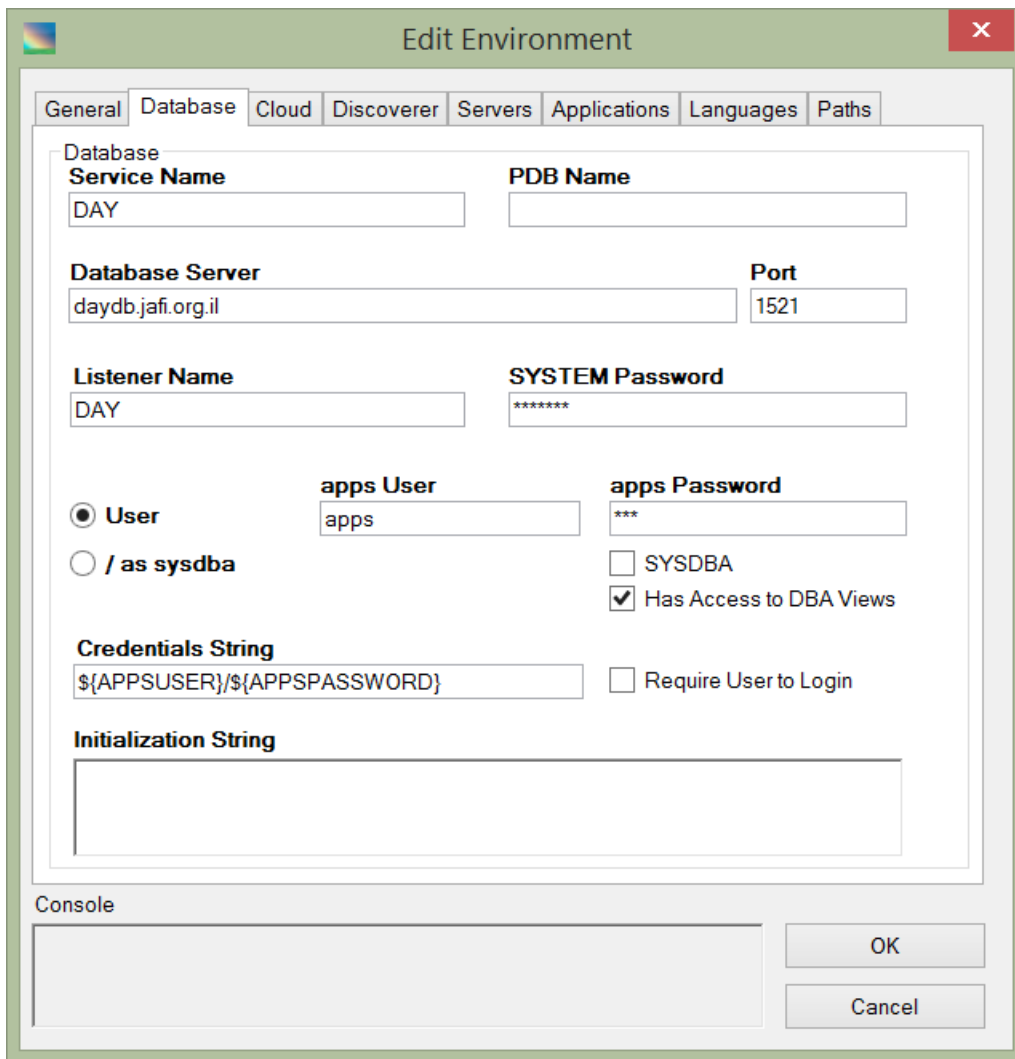 Edit Environment
General Database Cloud Discoverer Servers Applications Languages Paths
Database
Service Name PDB Name
DAY
Database Server Port
daydb.jafi.org.il 1521
Listener Name SYSTEM Password
DAY *******
apps User apps Password
User apps ***
/ as sysdba SYSDBA
Has Access to DBA Views
Credentials String
${APPSUSER}/${APPSPASSWORD} Require User to Login
Initialization String
Console
OK
Cancel